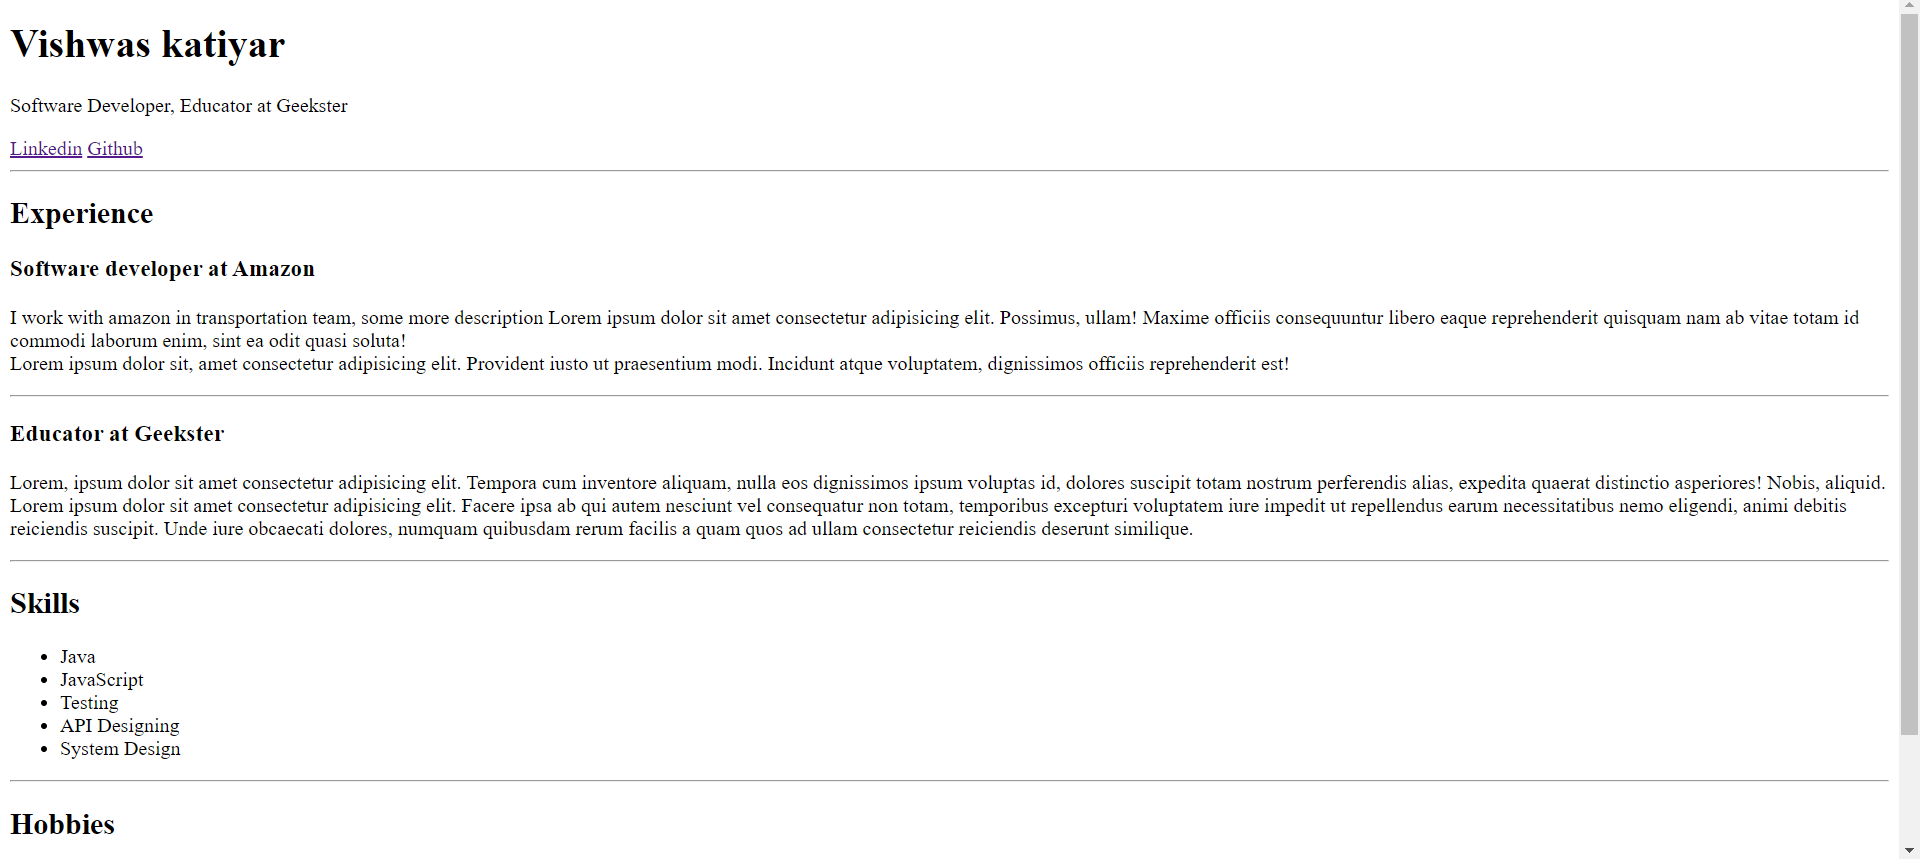 Vishwas katiyar
Software Developer, Educator at Geekster
Linkedin Github
Experience
Software developer at Amazon
I work with amazon in transportation team, some more description Lorem ipsum dolor sit amet consectetur adipisicing elit. Possimus, ullam! Maxime officiis consequuntur libero eaque reprehenderit quisquam nam ab vitae totam id
commodi laborum enim, sint ea odit quasi soluta!
Lorem ipsum dolor sit, amet consectetur adipisicing elit. Provident iusto ut praesentium modi. Incidunt atque voluptatem, dignissimos officiis reprehenderit est!
Educator at Geekster
Lorem, ipsum dolor sit amet consectetur adipisicing elit. Tempora cum inventore aliquam, nulla eos dignissimos ipsum voluptas id, dolores suscipit totam nostrum perferendis alias, expedita quaerat distinctio asperiores! Nobis, aliquid.
Lorem ipsum dolor sit amet consectetur adipisicing elit. Facere ipsa ab qui autem nesciunt vel consequatur non totam, temporibus excepturi voluptatem iure impedit ut repellendus earum necessitatibus nemo eligendi, animi debitis
reiciendis suscipit. Unde iure obcaecati dolores, numquam quibusdam rerum facilis a quam quos ad ullam consectetur reiciendis deserunt similique.
Skills
• Java
• JavaScript
• Testing
• API Designing
• System Design
Hobbies